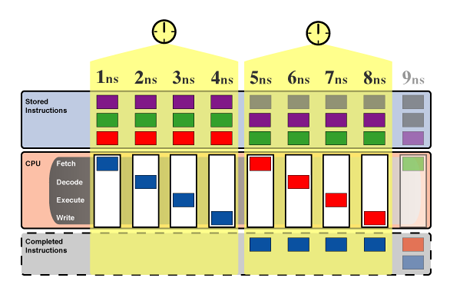 1ns 2ns 3ns 4ns 5ns 6ns 7ns 8ns 9ns
Stored
Instructions
CPU
Fetch
Decode
Execute
Write
Completed
Instructions